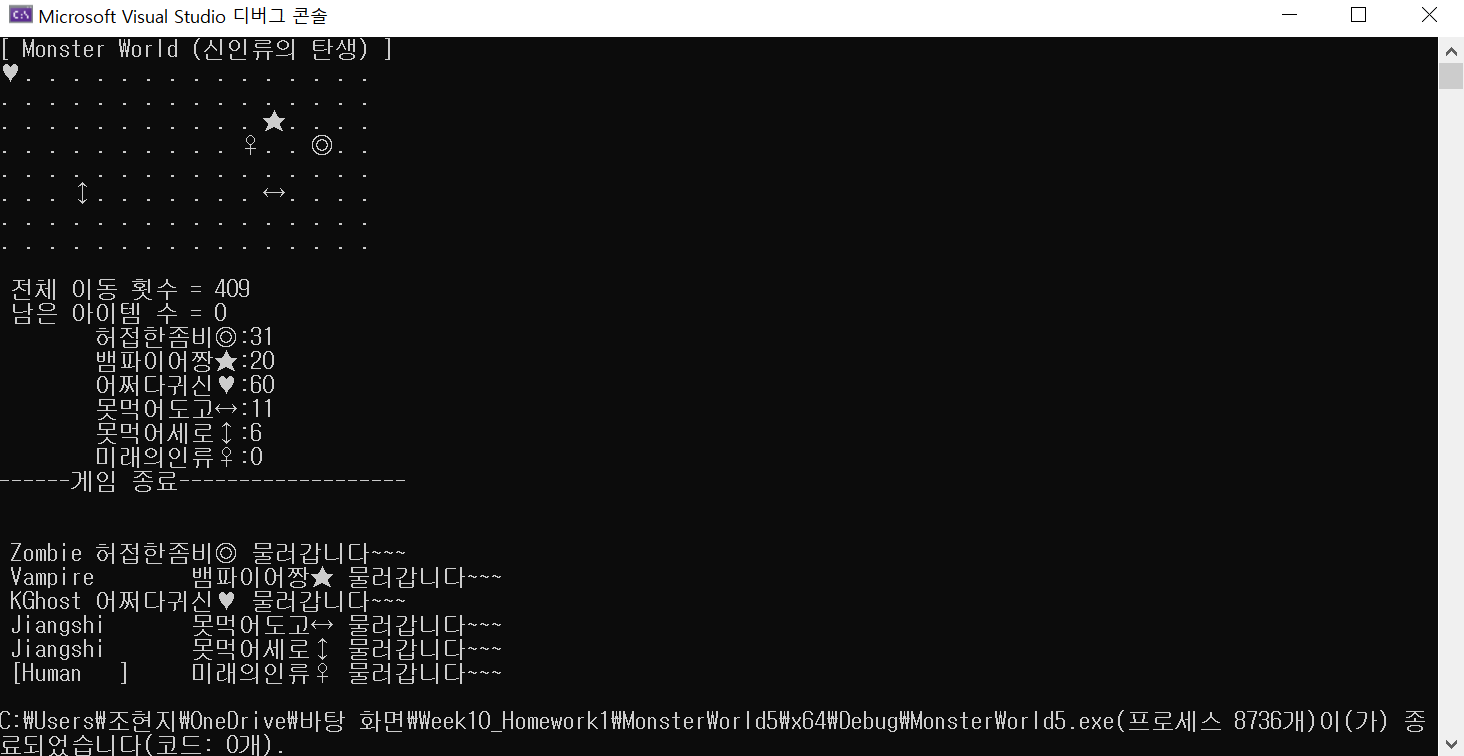 Microsoft Visual Studio 디버그 콘솔
[ Monster World (신인류의 탄생) ]
♥. . . . . . . . . . . . . . .
. . . . . . . . . . . . . . . .
. . . . . . . . . . .★. . . .
. . . . . . . . . . ♀. . ◎. .
. . . . . . . . . . . . . . . .
. . . ↕. . . . . . . ↔. . . .
. . . . . . . . . . . . . . . .
. . . . . . . . . . . . . . . .
전체 이동 횟수 = 409
남은 아이템 수 = 0
허접한좀비◎:31
뱀파이어짱★:20
어쩌다귀신♥:60
못먹어도고↔:11
못먹어세로↕:6
미래의인류♀:0
------게임 종료-------------------
Zombie 허접한좀비◎ 물러갑니다~~~
Vampire 뱀파이어짱★ 물러갑니다~~~
KGhost 어쩌다귀신♥ 물러갑니다~~~
Jiangshi 못먹어도고↔ 물러갑니다~~~
Jiangshi 못먹어세로↕ 물러갑니다~~~
[Human   ] 미래의인류♀ 물러갑니다~~~
C:₩Users₩조현지₩OneDrive₩바탕 화면₩Week10_Homework1₩MonsterWorld5₩x64₩Debug₩MonsterWorld5.exe(프로세스 8736개)이(가) 종
료되었습니다(코드: 0개).